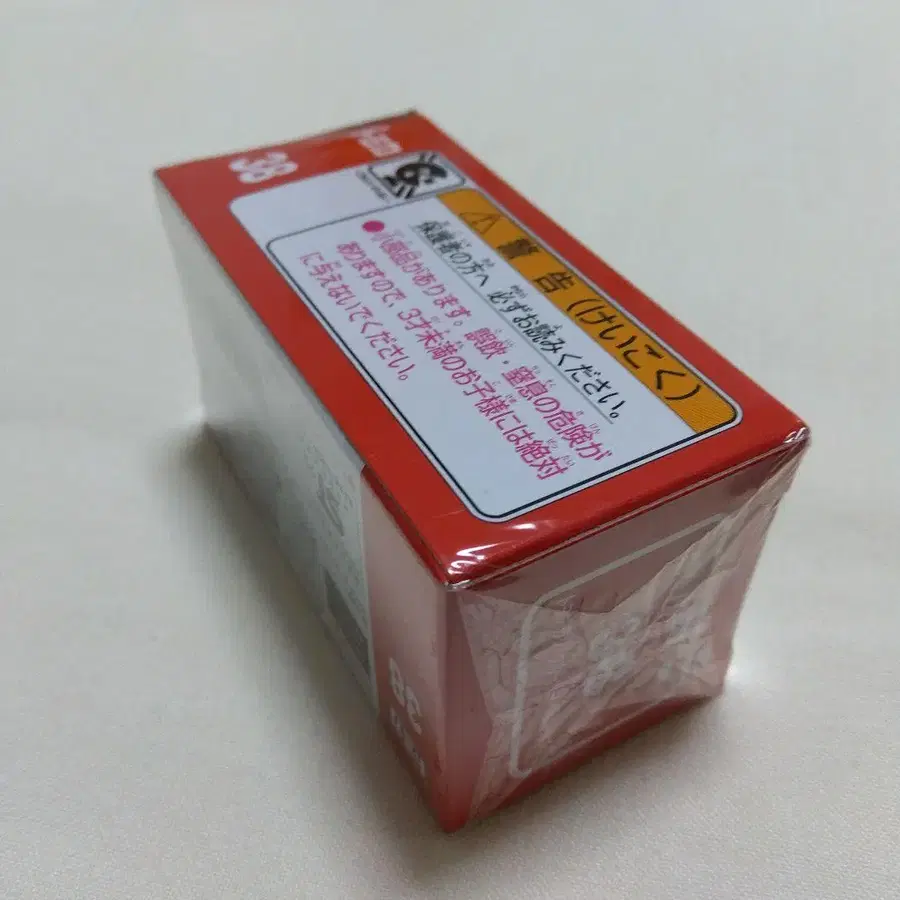 38
警告(けいこく)
保護者の方へ 必ずお読みください。
●小部品があります。誤飲・窒息の危険が
ありますので、3才未満のお子様には絶対
に与えないでください。
38